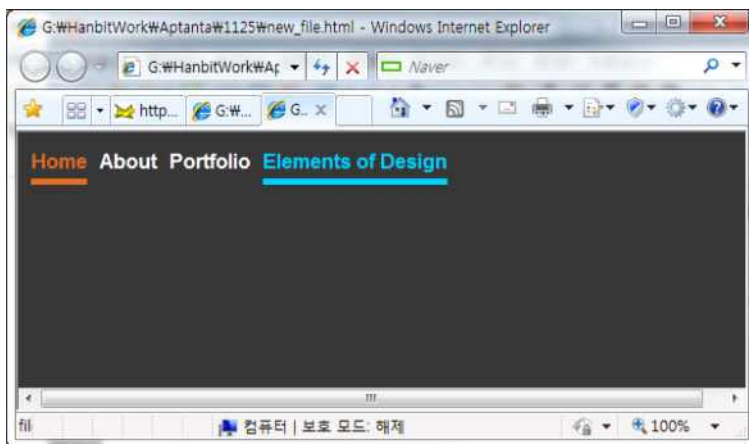 G:₩HanbitWork₩Aptanta₩1125₩new_file.html - Windows Internet Explorer
G:₩HanbitWork₩Ap Naver
http... G:₩... G..
Home About Portfolio Elements of Design
컴퓨터 | 보호 모드: 해제 100%